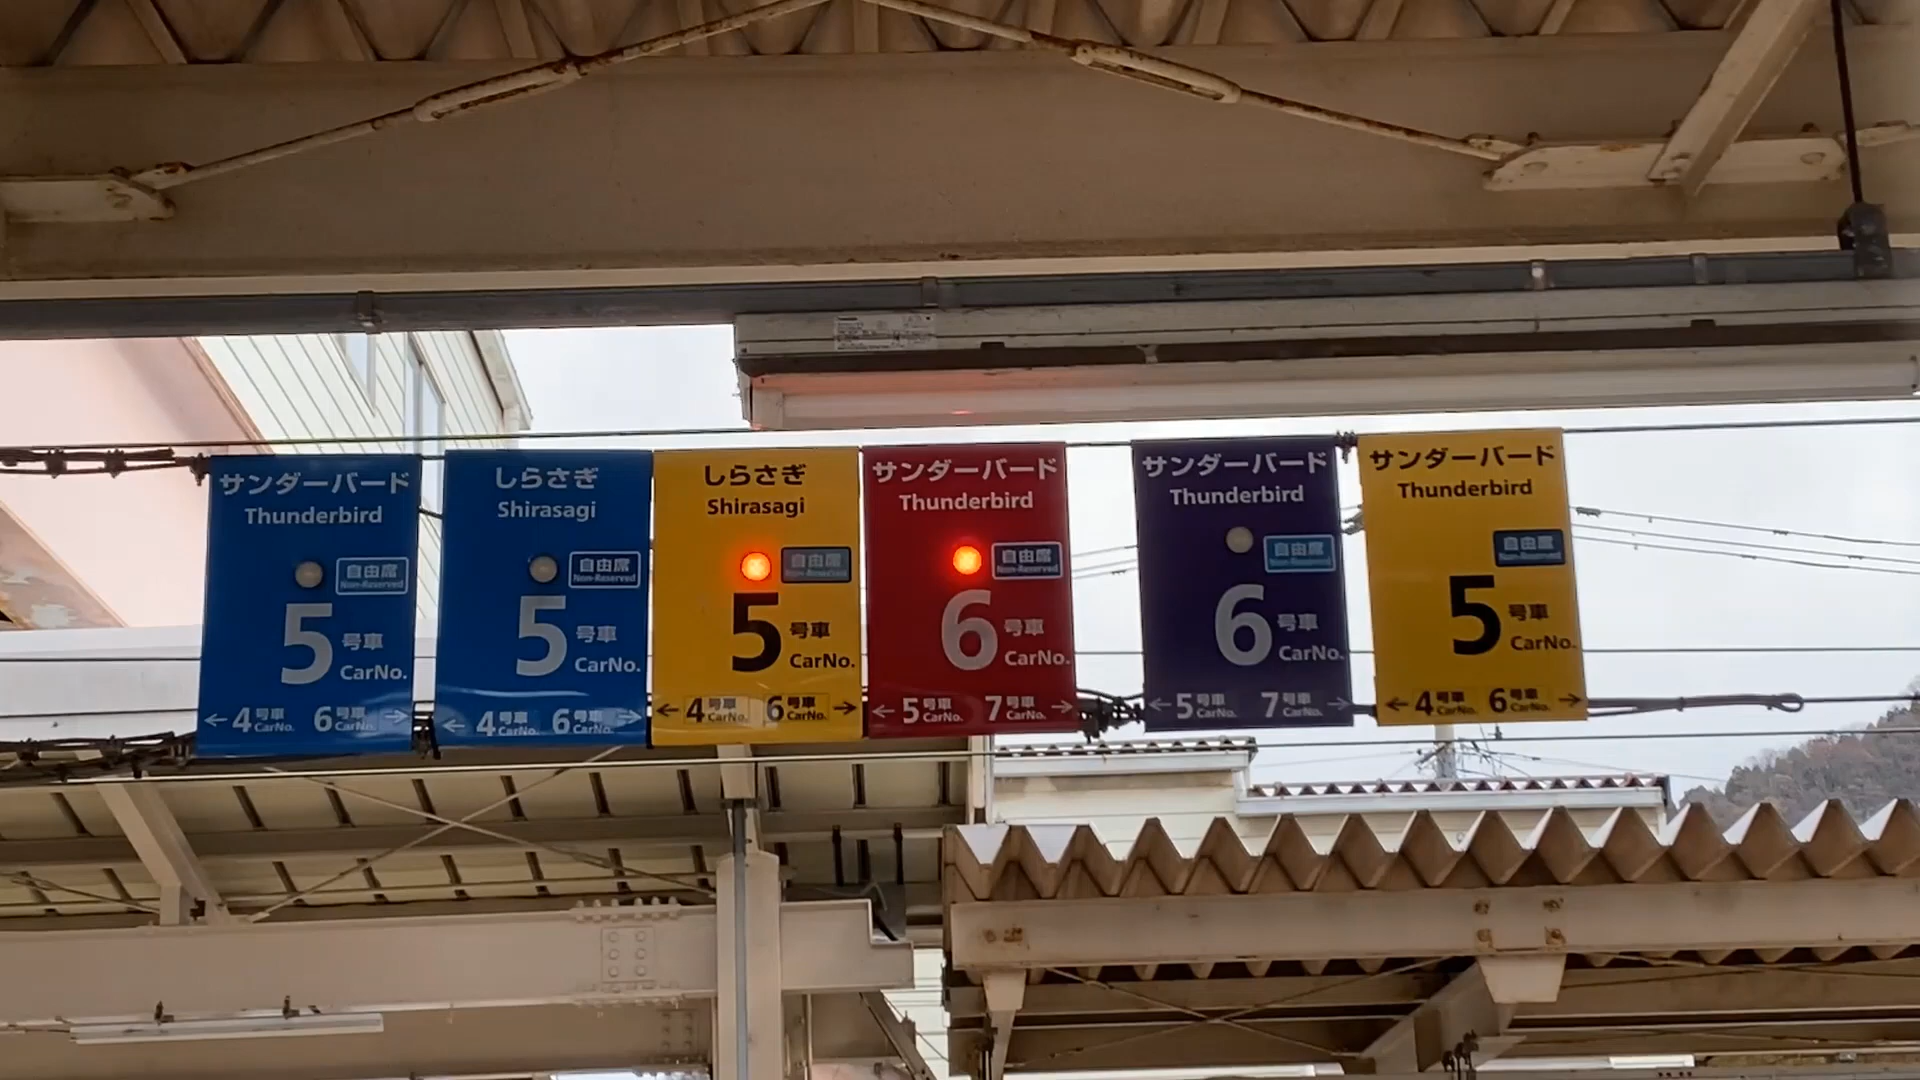 サンダーバード
Thunderbird
自由席
Non-Reserved
5 号車
CarNo.
← 4 号車 CarNo. 6 号車 CarNo. →
しらさぎ
Shirasagi
自由席
Non-Reserved
5 号車
CarNo.
← 4 号車 CarNo. 6 号車 CarNo. →
しらさぎ
Shirasagi
自由席
Non-Reserved
5 号車
CarNo.
← 4 号車 CarNo. 6 号車 CarNo. →
サンダーバード
Thunderbird
自由席
Non-Reserved
6 号車
CarNo.
← 5 号車 CarNo. 7 号車 CarNo. →
サンダーバード
Thunderbird
自由席
Non-Reserved
6 号車
CarNo.
← 5 号車 CarNo. 7 号車 CarNo. →
サンダーバード
Thunderbird
自由席
Non-Reserved
5 号車
CarNo.
← 4 号車 CarNo. 6 号車 CarNo. →